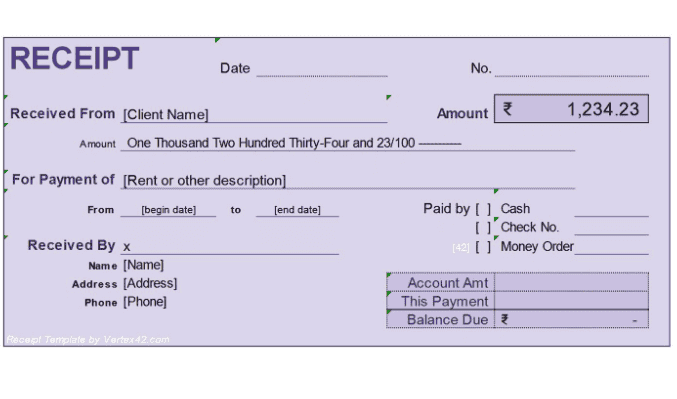 RECEIPT
Date No.
Received From [Client Name] Amount ₹ 1,234.23
Amount One Thousand Two Hundred Thirty-Four and 23/100 ----------
For Payment of [Rent or other description]
From [begin date] to [end date] Paid by [ ] Cash
[ ] Check No.
Received By x [42] [ ] Money Order
Name [Name]
Address [Address] Account Amt
Phone [Phone] This Payment
Balance Due ₹ -
Receipt Template by Vertex42.com